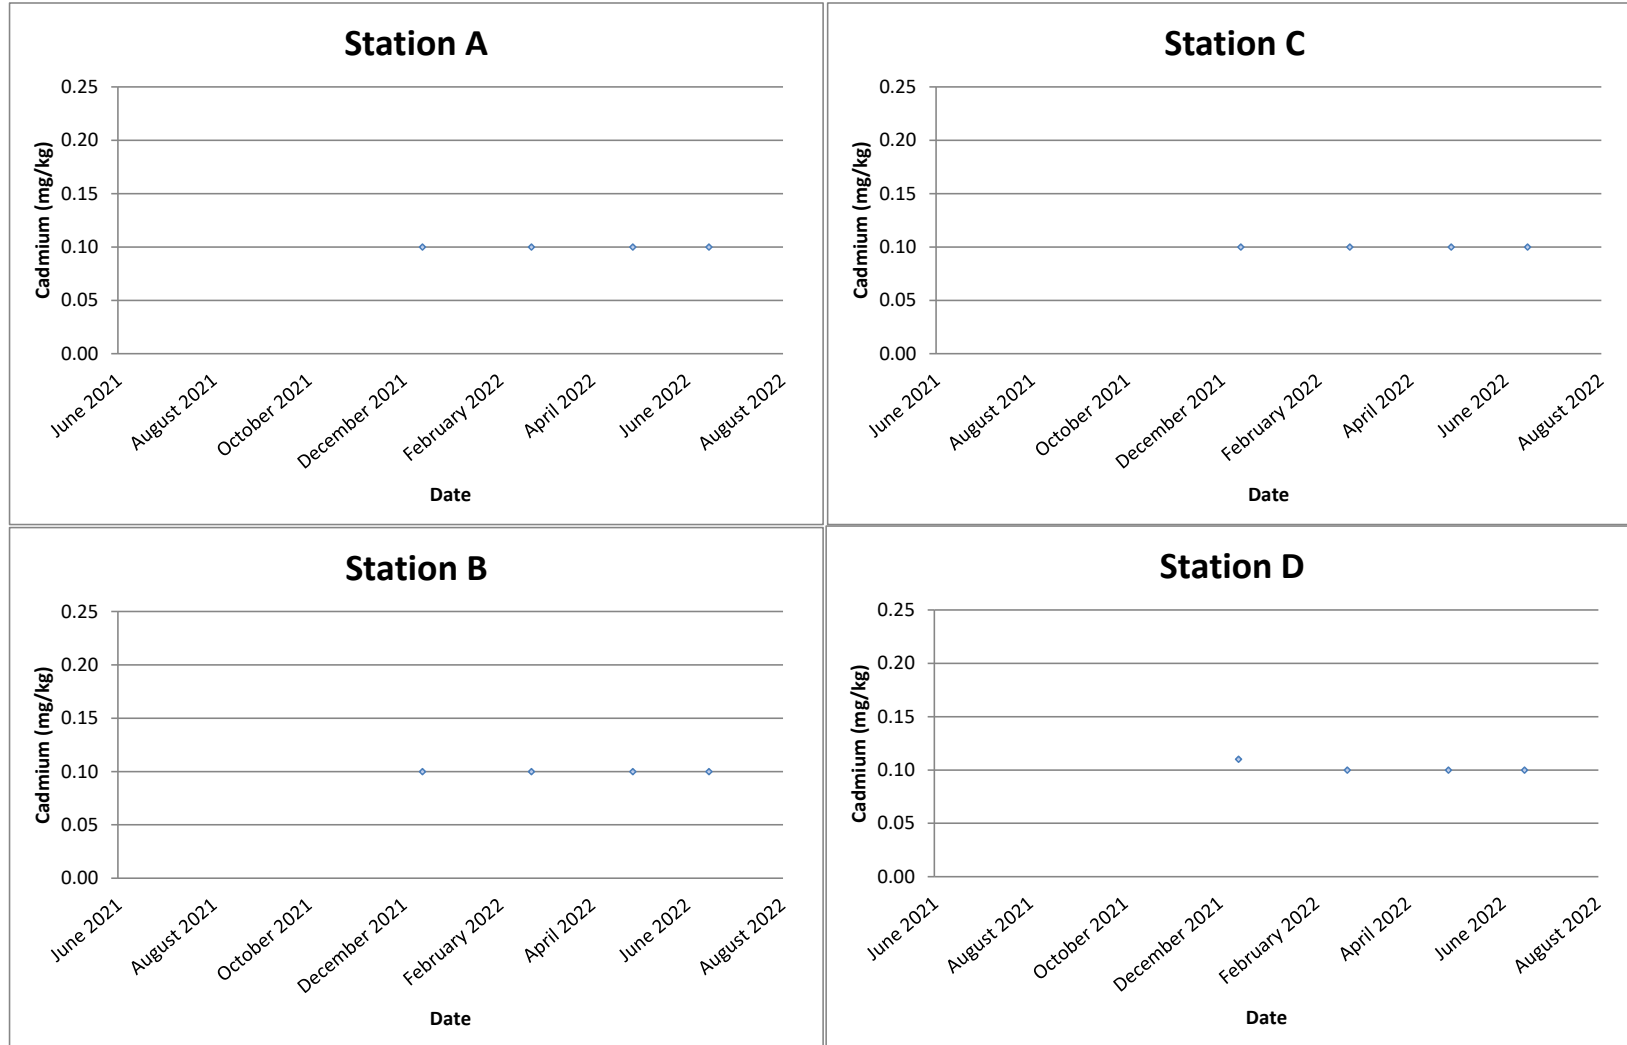 Station A
0.25
0.20
0.15
0.10
0.05
0.00
Cadmium (mg/kg)
June 2021
August 2021
October 2021
December 2021
February 2022
April 2022
June 2022
August 2022
Date
Station C
0.25
0.20
0.15
0.10
0.05
0.00
Cadmium (mg/kg)
June 2021
August 2021
October 2021
December 2021
February 2022
April 2022
June 2022
August 2022
Date
Station B
0.25
0.20
0.15
0.10
0.05
0.00
Cadmium (mg/kg)
June 2021
August 2021
October 2021
December 2021
February 2022
April 2022
June 2022
August 2022
Date
Station D
0.25
0.20
0.15
0.10
0.05
0.00
Cadmium (mg/kg)
June 2021
August 2021
October 2021
December 2021
February 2022
April 2022
June 2022
August 2022
Date